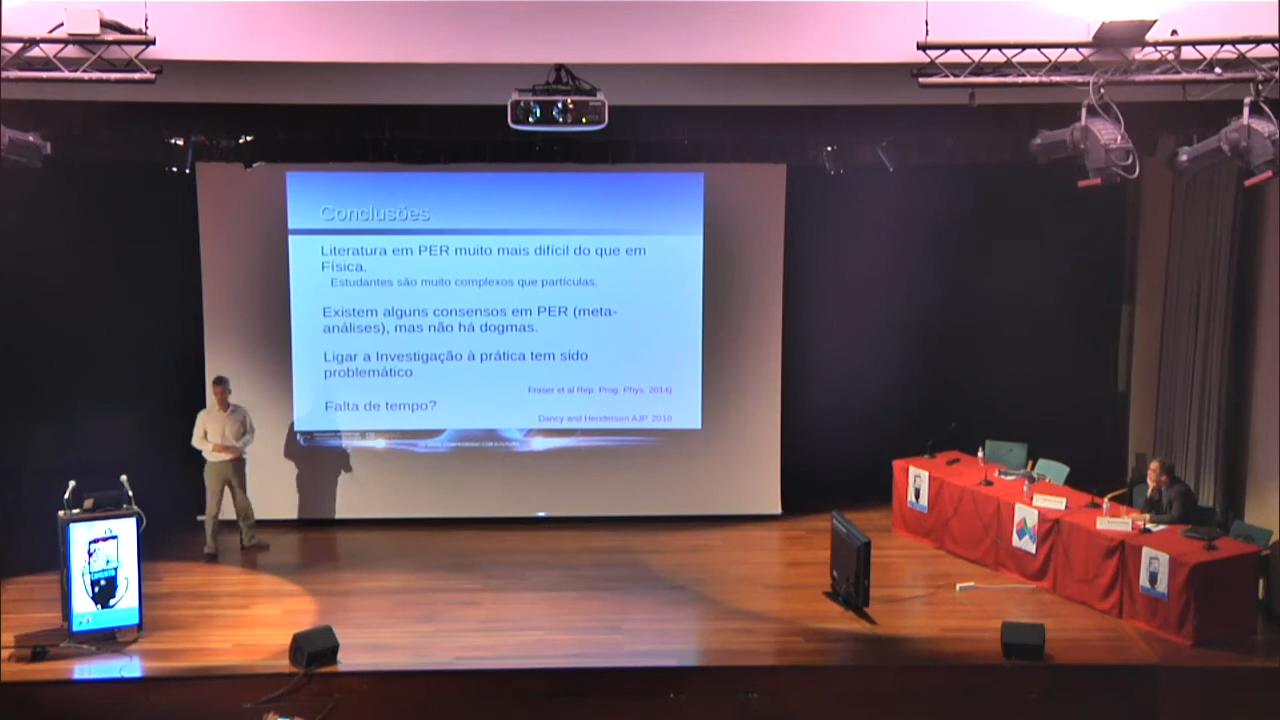 Conclusões
Literatura em PER muito mais difícil do que em
Física.
Estudantes são muito complexos que partículas.
Existem alguns consensos em PER (meta-
análises), mas não há dogmas.
Ligar a Investigação à prática tem sido
problemático
Fraser et al Rep. Prog. Phys, 2014)
Falta de tempo?
Dancy and Henderson AJP, 2010